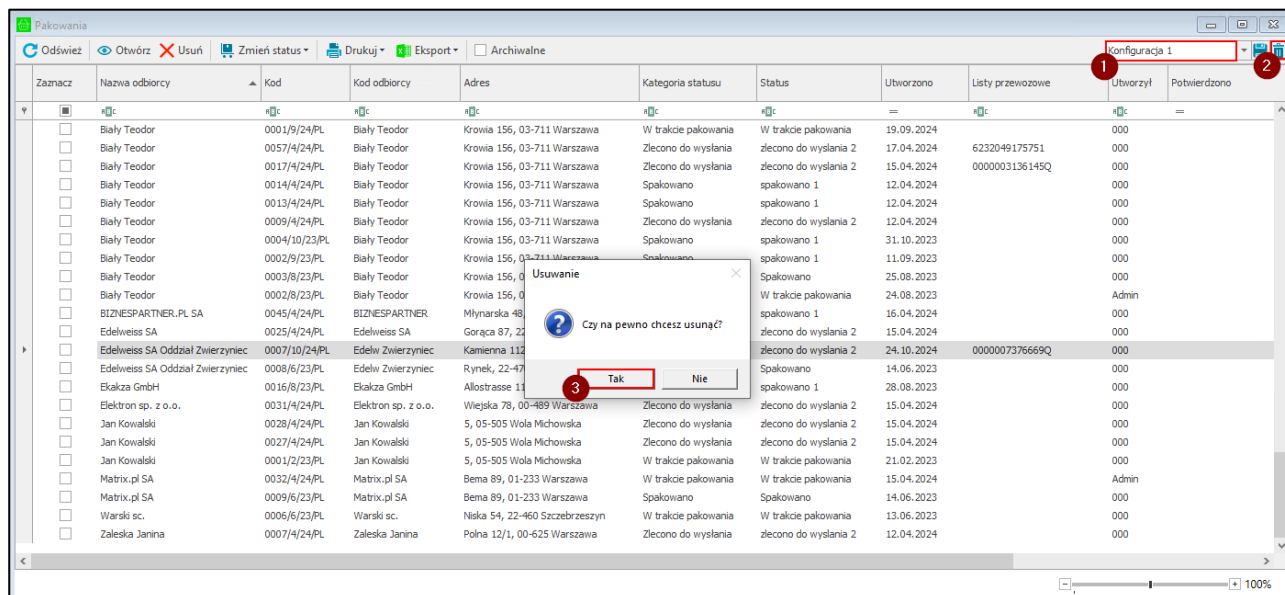 Pakowania
Odśwież Otwórz Usuń Zmień status Drukuj Eksport Archiwalne Konfiguracja 1
1 2
Zaznacz Nazwa odbiorcy Kod Kod odbiorcy Adres Kategoria statusu Status Utworzono Listy przewozowe Utworzył Potwierdzono
Biały Teodor 0001/9/24/PL Biały Teodor Krowia 156, 03-711 Warszawa W trakcie pakowania W trakcie pakowania 19.09.2024 000
Biały Teodor 0057/4/24/PL Biały Teodor Krowia 156, 03-711 Warszawa Zlecono do wysłania zlecono do wyslania 2 17.04.2024 6232049175751 000
Biały Teodor 0017/4/24/PL Biały Teodor Krowia 156, 03-711 Warszawa Zlecono do wysłania zlecono do wyslania 2 15.04.2024 0000003136145Q 000
Biały Teodor 0014/4/24/PL Biały Teodor Krowia 156, 03-711 Warszawa Spakowano spakowano 1 12.04.2024 000
Biały Teodor 0013/4/24/PL Biały Teodor Krowia 156, 03-711 Warszawa Spakowano spakowano 1 12.04.2024 000
Biały Teodor 0009/4/24/PL Biały Teodor Krowia 156, 03-711 Warszawa Zlecono do wysłania zlecono do wyslania 2 12.04.2024 000
Biały Teodor 0004/10/23/PL Biały Teodor Krowia 156, 03-711 Warszawa Spakowano spakowano 1 31.10.2023 000
Biały Teodor 0002/9/23/PL Biały Teodor Krowia 156, 03-711 Warszawa Spakowano spakowano 1 11.09.2023 000
Biały Teodor 0003/8/23/PL Biały Teodor Krowia 156, 0 Spakowano 25.08.2023 000
Biały Teodor 0002/8/23/PL Biały Teodor Krowia 156, 0 W trakcie pakowania 24.08.2023 Admin
BIZNESPARTNER.PL SA 0045/4/24/PL BIZNESPARTNER Młynarska 48, spakowano 1 16.04.2024 000
Edelweiss SA 0025/4/24/PL Edelweiss SA Gorąca 87, 22 zlecono do wyslania 2 15.04.2024 000
Edelweiss SA Oddział Zwierzyniec 0007/10/24/PL Edelw Zwierzyniec Kamienna 112 zlecono do wyslania 2 24.10.2024 0000007376669Q 000
Edelweiss SA Oddział Zwierzyniec 0008/6/23/PL Edelw Zwierzyniec Rynek, 22-47 Spakowano 14.06.2023 000
Ekakza GmbH 0016/8/23/PL Ekakza GmbH Allostrasse 11 spakowano 1 28.08.2023 000
Elektron sp. z o.o. 0031/4/24/PL Elektron sp. z o.o. Wiejska 78, 00-489 Warszawa Zlecono do wysłania zlecono do wyslania 2 15.04.2024 000
Jan Kowalski 0028/4/24/PL Jan Kowalski 5, 05-505 Wola Michowska Zlecono do wysłania zlecono do wyslania 2 15.04.2024 000
Jan Kowalski 0027/4/24/PL Jan Kowalski 5, 05-505 Wola Michowska Zlecono do wysłania zlecono do wyslania 2 15.04.2024 000
Jan Kowalski 0001/2/23/PL Jan Kowalski 5, 05-505 Wola Michowska W trakcie pakowania W trakcie pakowania 21.02.2023 000
Matrix.pl SA 0032/4/24/PL Matrix.pl SA Bema 89, 01-233 Warszawa W trakcie pakowania W trakcie pakowania 15.04.2024 Admin
Matrix.pl SA 0009/6/23/PL Matrix.pl SA Bema 89, 01-233 Warszawa Spakowano Spakowano 14.06.2023 000
Warski sc. 0006/6/23/PL Warski sc. Niska 54, 22-460 Szczebrzeszyn W trakcie pakowania W trakcie pakowania 13.06.2023 000
Zaleska Janina 0007/4/24/PL Zaleska Janina Polna 12/1, 00-625 Warszawa Zlecono do wysłania zlecono do wyslania 2 12.04.2024 000
Usuwanie
Czy na pewno chcesz usunąć?
Tak Nie
3
100%